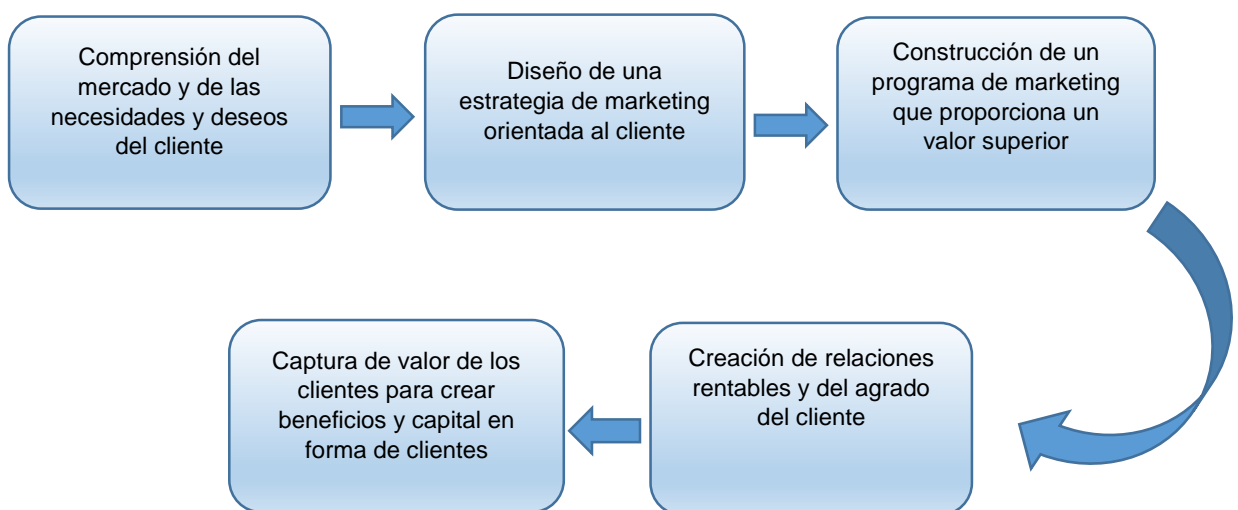 Comprensión del
mercado y de las
necesidades y deseos
del cliente
Diseño de una
estrategia de marketing
orientada al cliente
Construcción de un
programa de marketing
que proporciona un
valor superior
Creación de relaciones
rentables y del agrado
del cliente
Captura de valor de los
clientes para crear
beneficios y capital en
forma de clientes